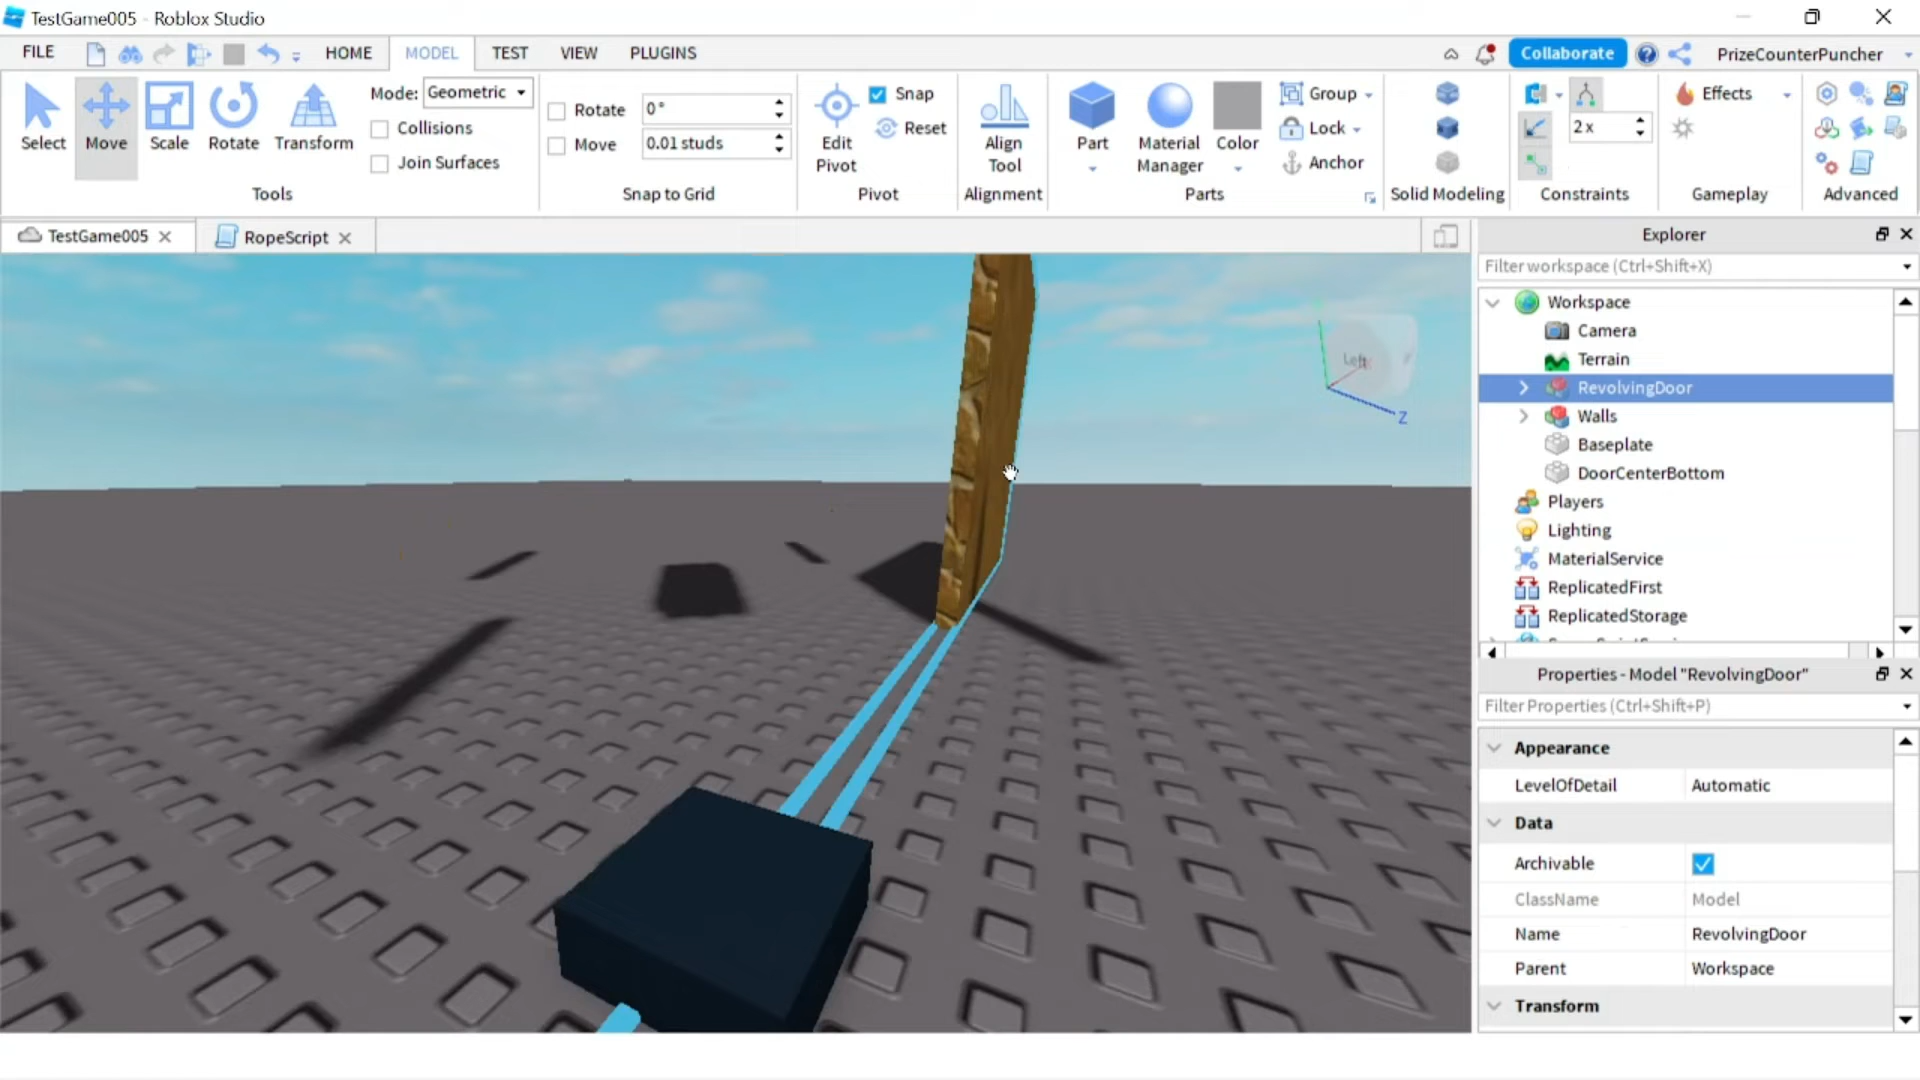 TestGame005 - Roblox Studio
FILE HOME MODEL TEST VIEW PLUGINS Collaborate PrizeCounterPuncher
Select Move Scale Rotate Transform
Mode: Geometric
Collisions
Join Surfaces
Tools
Rotate 0°
Move 0.01 studs
Snap to Grid
Edit Pivot
Snap
Reset
Pivot
Align Tool
Alignment
Part
Material Manager
Color
Group
Lock
Anchor
Parts
Solid Modeling
2x
Constraints
Effects
Gameplay
Advanced
TestGame005 RopeScript
Left
Z
Explorer
Filter workspace (Ctrl+Shift+X)
Workspace
Camera
Terrain
RevolvingDoor
Walls
Baseplate
DoorCenterBottom
Players
Lighting
MaterialService
ReplicatedFirst
ReplicatedStorage
Properties - Model "RevolvingDoor"
Filter Properties (Ctrl+Shift+P)
Appearance
LevelOfDetail Automatic
Data
Archivable
ClassName Model
Name RevolvingDoor
Parent Workspace
Transform